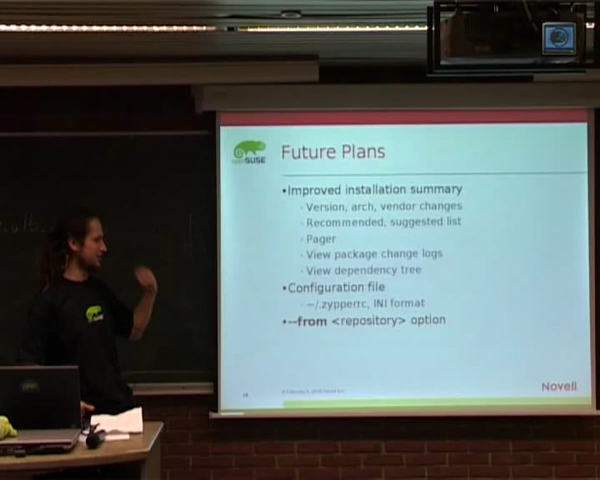 Future Plans
openSUSE
•Improved installation summary
- Version, arch, vendor changes
- Recommended, suggested list
- Pager
- View package change logs
- View dependency tree
•Configuration file
- ~/.zypperrc, INI format
•--from <repository> option
Novell